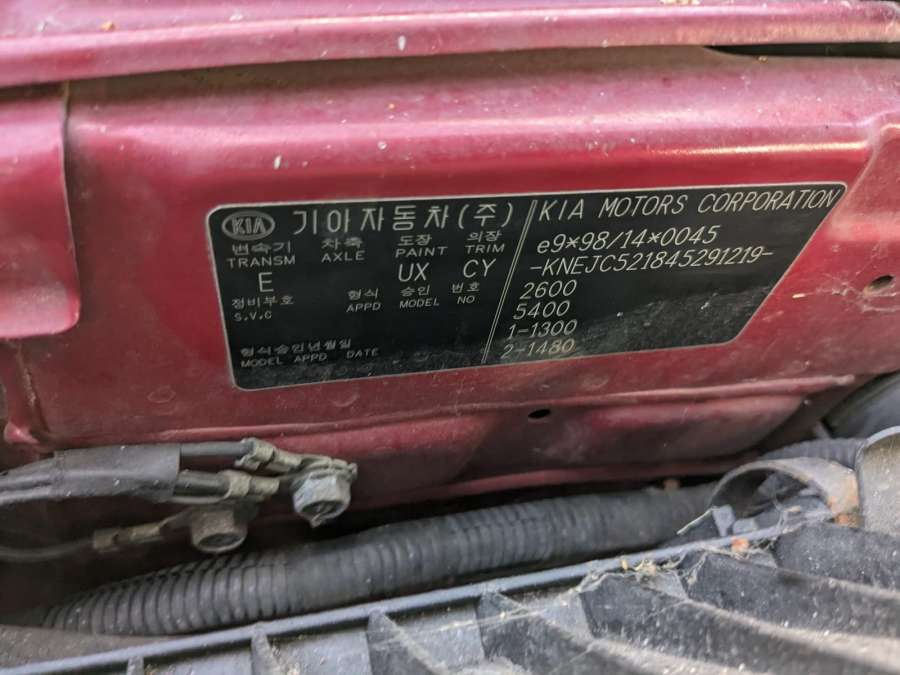 KIA 기아자동차(주)
변속기 차축 도장 의장
TRANSM AXLE PAINT TRIM
E UX CY
정비부호 형식 승인 번호
S.V.C APPD MODEL NO
형식승인년월일
MODEL APPD DATE
KIA MOTORS CORPORATION
e9*98/14*0045
-KNEJC521845291219-
2600
5400
1-1300
2-1480